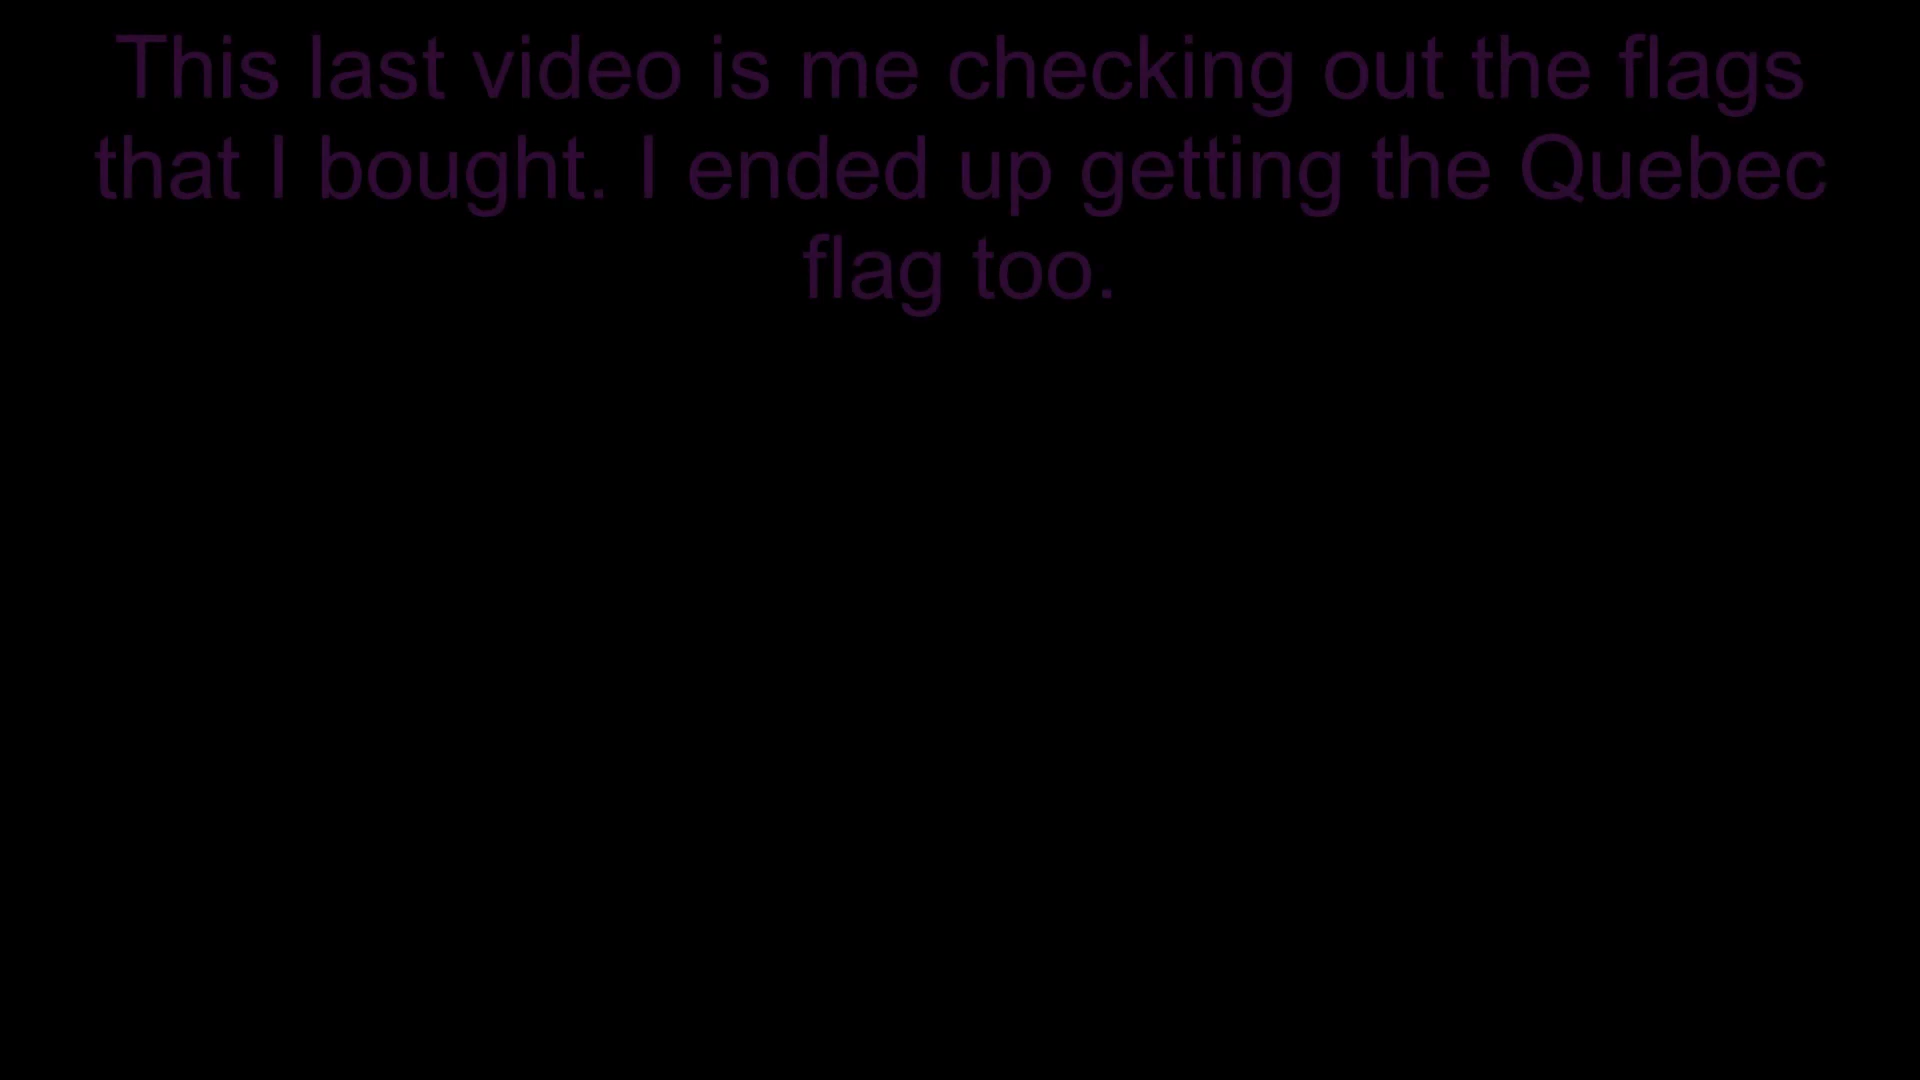 This last video is me checking out the flags
that I bought. I ended up getting the Quebec
flag too.